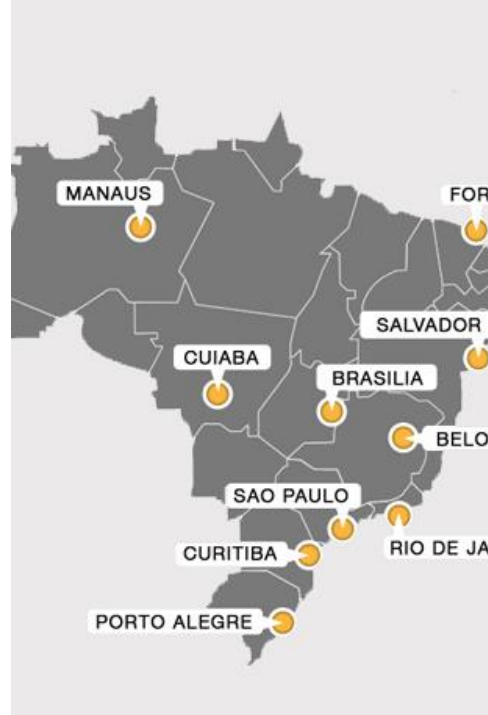 MANAUS
FOR
SALVADOR
CUIABA
BRASILIA
BELO
SAO PAULO
RIO DE JA
CURITIBA
PORTO ALEGRE